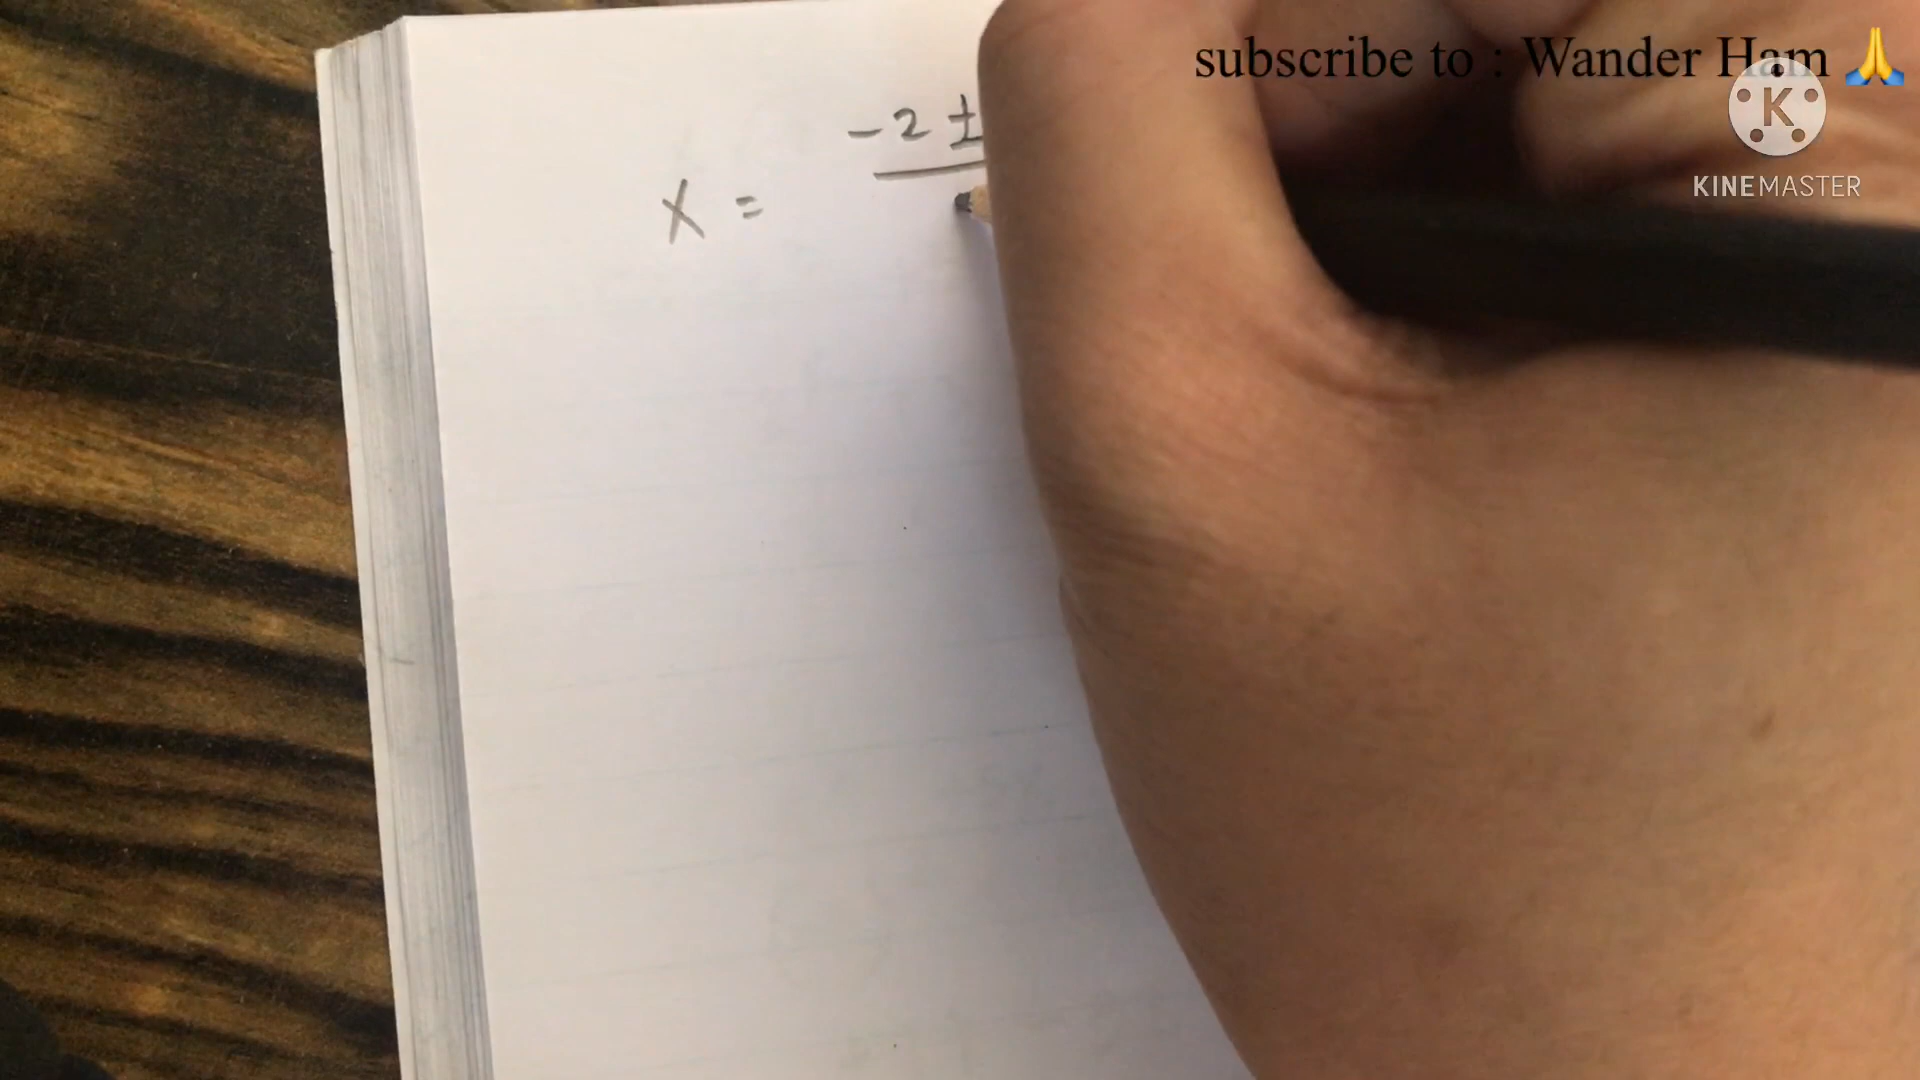 subscribe to : Wander Ham 🙏
K
KINEMASTER
-2 ±
x =